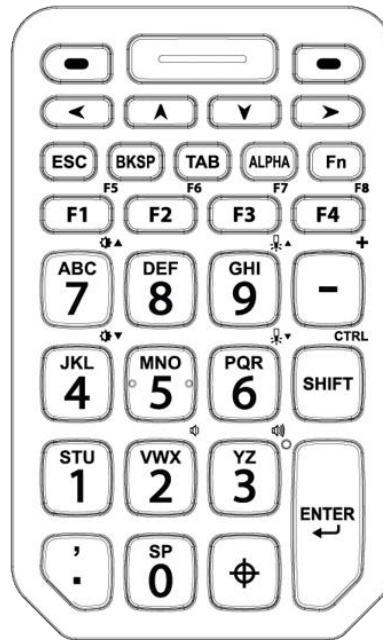 ESC BKSP TAB ALPHA Fn
F5 F6 F7 F8
F1 F2 F3 F4
+
ABC DEF GHI
7 8 9 -
CTRL
JKL MNO PQR
4 5 6 SHIFT
STU VWX YZ
1 2 3
ENTER
, SP
. 0